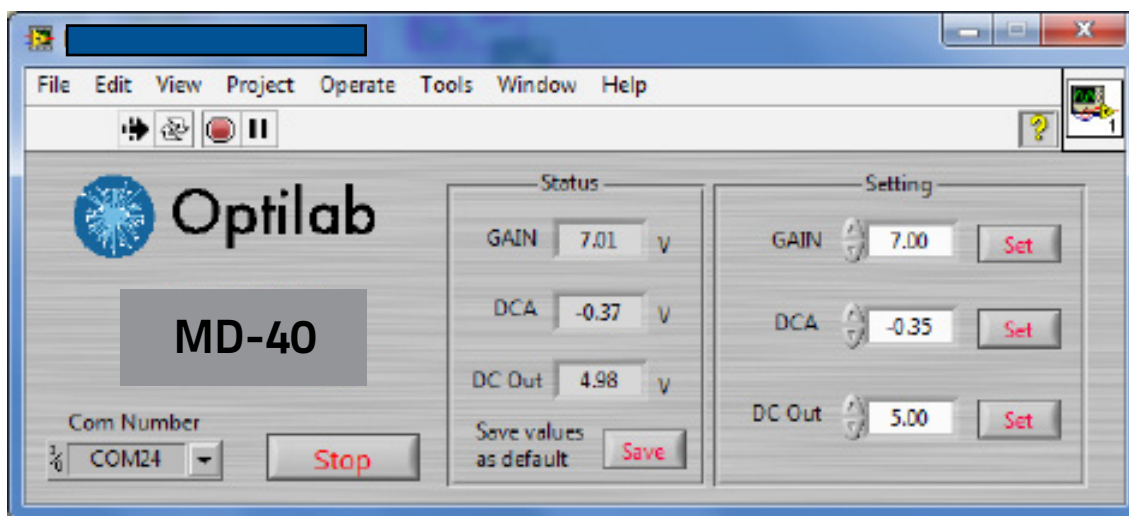 File Edit View Project Operate Tools Window Help
?
1
Optilab
MD-40
Com Number
COM24
Stop
Status
GAIN 7.01 V
DCA -0.37 V
DC Out 4.98 V
Save values
as default
Save
Setting
GAIN 7.00 Set
DCA -0.35 Set
DC Out 5.00 Set